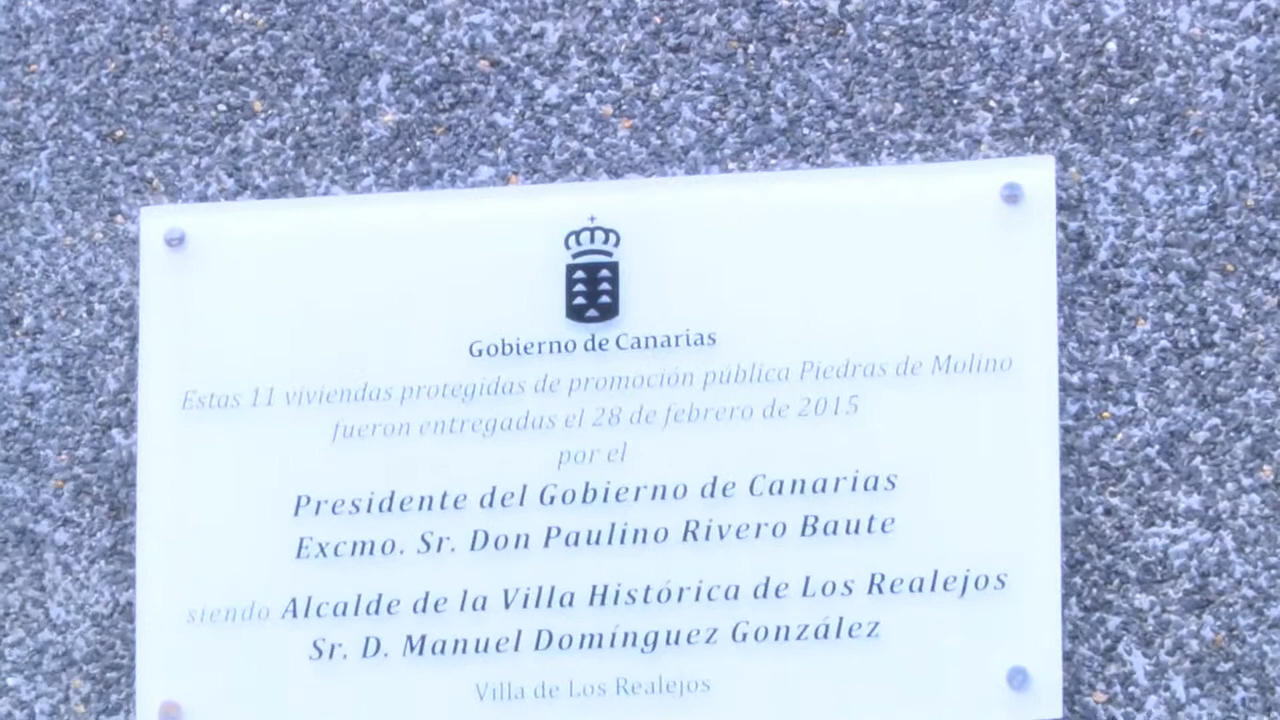 Gobierno de Canarias
Estas 11 viviendas protegidas de promoción pública Piedras de Molino
fueron entregadas el 28 de febrero de 2015
por el
Presidente del Gobierno de Canarias
Excmo. Sr. Don Paulino Rivero Baute
siendo Alcalde de la Villa Histórica de Los Realejos
Sr. D. Manuel Domínguez González
Villa de Los Realejos